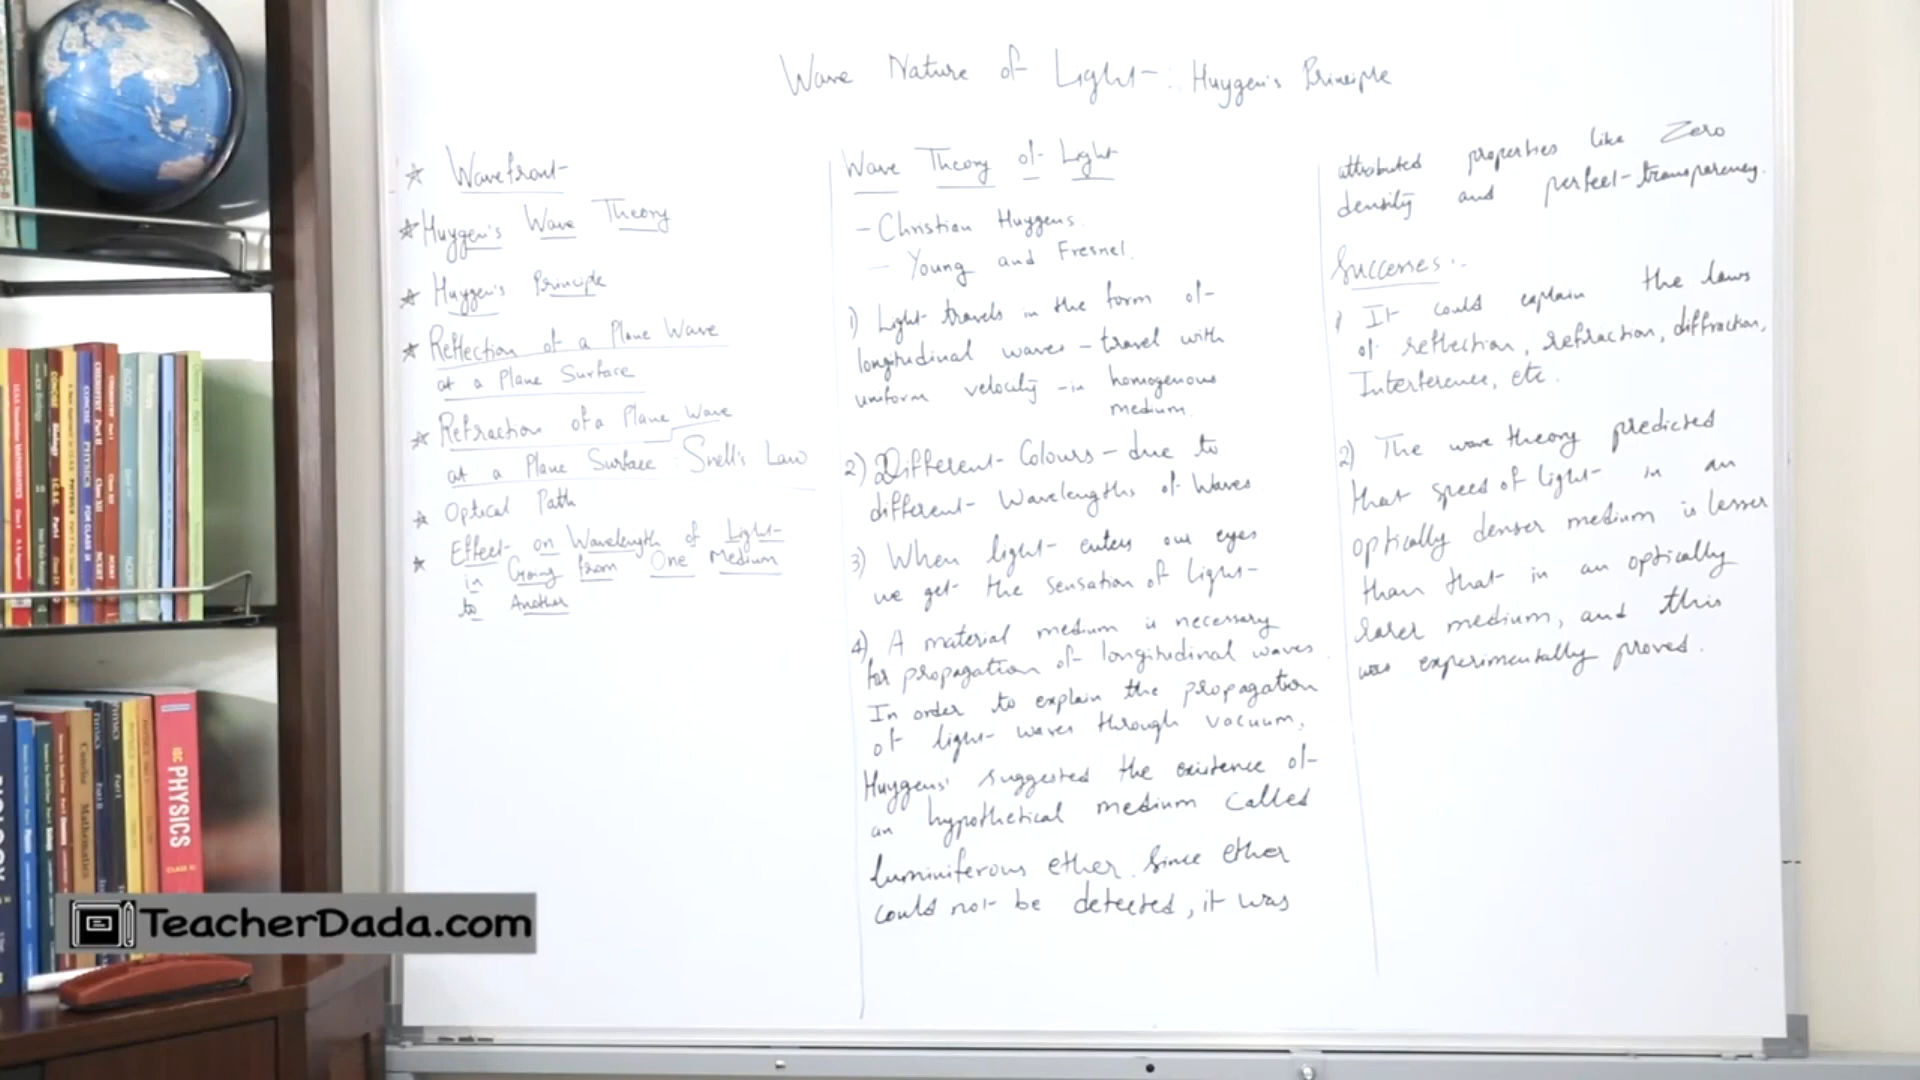 Wave Nature of Light : Huygen's Principle
☆ Wavefront
☆ Huygen's Wave Theory
☆ Huygen's Principle
☆ Reflection of a Plane Wave
at a Plane Surface
☆ Refraction of a Plane Wave
at a Plane Surface : Snell's Law
☆ Optical Path
☆ Effect on Wavelength of Light
in Going from One Medium
to Another
Wave Theory of Light
- Christian Huygens.
- Young and Fresnel.
1) Light travels in the form of
longitudinal waves - travel with
uniform velocity - in homogenous
medium.
2) Different Colours - due to
different Wavelengths of Waves
3) When light enters our eyes
we get the sensation of light
4) A material medium is necessary
for propagation of longitudinal waves.
In order to explain the propagation
of light waves through vacuum,
Huygens' suggested the existence of
an hypothetical medium called
luminiferous ether. Since ether
could not be detected, it was
attributed properties like Zero
density and perfect transparency.
Successes :
1) It could explain the laws
of reflection, refraction, diffraction,
Interference, etc.
2) The wave theory predicted
that speed of light in an
optically denser medium is lesser
than that in an optically
rarer medium, and this
was experimentally proved.
ISC PHYSICS
TeacherDada.com